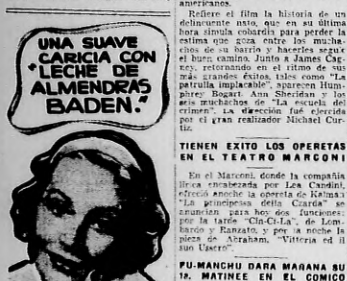 UNA SUAVE
CARICIA CON
"LECHE DE
ALMENDRAS
BADEN."
americanos.
Refiere el film la historia de un
delincuente nato, que en su última
hora simula cobardía para perder la
estima que goza entre los mucha-
chos de su barrio y hacerles seguir
el buen camino. Junto a James Cag-
ney, retornando en el ritmo de sus
más grandes éxitos, tales como "La
patrulla implacable", aparecen Hum-
phrey Bogart, Ann Sheridan y los
seis muchachos de "La escuela del
crimen". La dirección fué ejercida
por el gran realizador Michael Cur-
tiz.
TIENEN EXITO LOS OPERETAS
EN EL TEATRO MARCONI
En el Marconi, donde la compañía
lírica encabezada por Lea Candini,
ofreció anoche la opereta de Kalman
"La principessa della Czarda" se
anuncian para hoy dos funciones:
por la tarde "Cin-Ci-La", de Lom-
bardo y Ranzato, y por la noche la
pieza de Abraham, "Vittoria ed il
suo Ussero".
FU-MANCHU DARA MAÑANA SU
1a. MATINEE EN EL COMICO